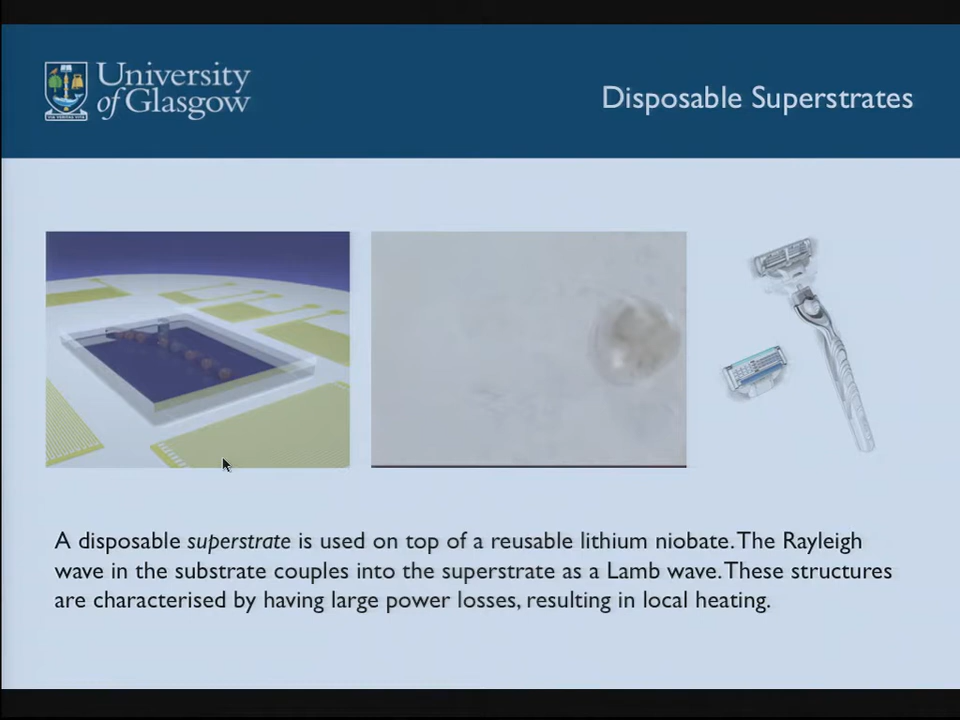 University
of Glasgow
Disposable Superstrates
A disposable superstrate is used on top of a reusable lithium niobate. The Rayleigh
wave in the substrate couples into the superstrate as a Lamb wave. These structures
are characterised by having large power losses, resulting in local heating.